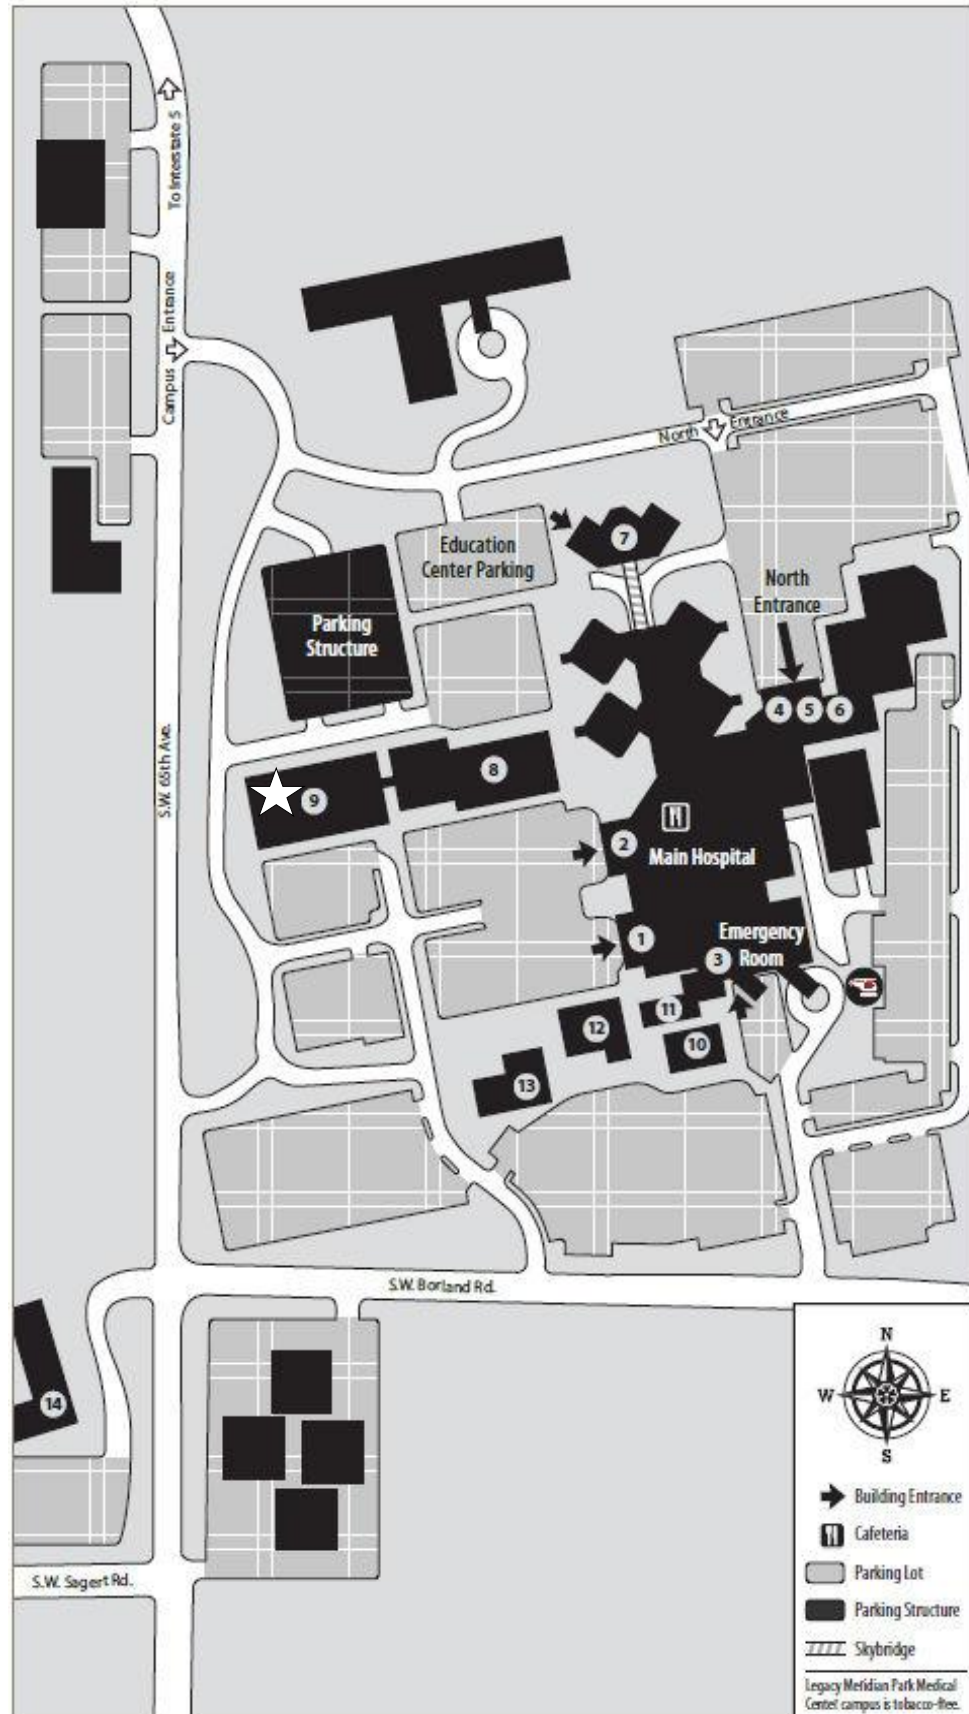 To Interstate 5
Campus Entrance
North Entrance
7
Education
Center Parking
North
Entrance
Parking
Structure
4 5 6
S.W. 65th Ave.
8
9
2
Main Hospital
1
Emergency
Room
3
11
12
10
13
S.W. Borland Rd.
14
S.W. Sagert Rd.
N
W E
S
Building Entrance
Cafeteria
Parking Lot
Parking Structure
Skybridge
Legacy Meridian Park Medical
Center campus is tobacco-free.